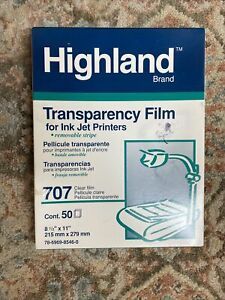 Highland™
Brand
Transparency Film
for Ink Jet Printers
• removable stripe
Pellicule transparente
pour imprimantes à jet d'encre
• bande amovible
Transparencias
para impresoras Ink Jet
• franja removible
707
Clear film
Pellicule claire
Película transparente
Cont. 50
8 1/2" x 11"
215 mm x 279 mm
78-6969-8546-0